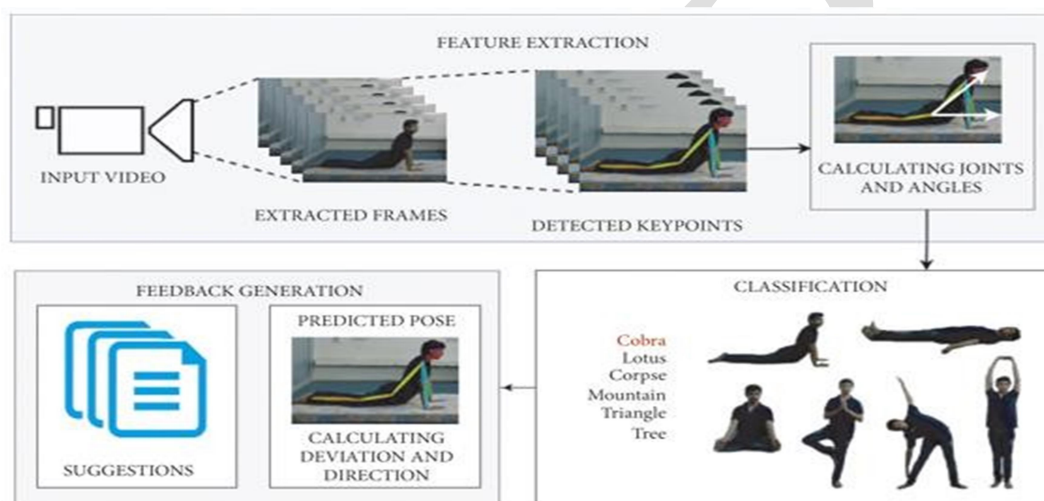 FEATURE EXTRACTION
INPUT VIDEO
EXTRACTED FRAMES
DETECTED KEYPOINTS
CALCULATING JOINTS
AND ANGLES
FEEDBACK GENERATION
SUGGESTIONS
PREDICTED POSE
CALCULATING
DEVIATION AND
DIRECTION
CLASSIFICATION
Cobra
Lotus
Corpse
Mountain
Triangle
Tree